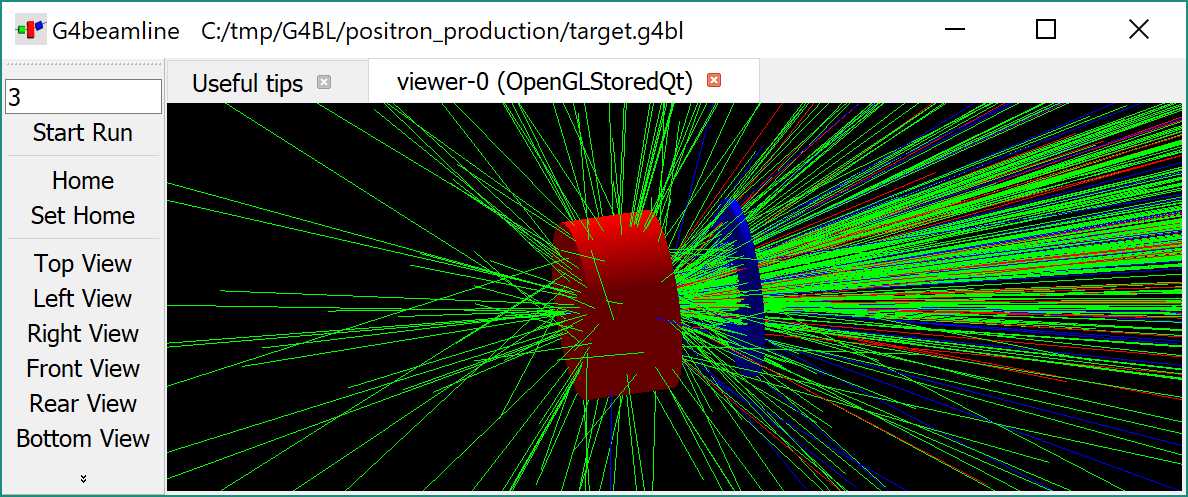 G4beamline C:/tmp/G4BL/positron_production/target.g4bl
Useful tips
viewer-0 (OpenGLStoredQt)
3
Start Run
Home
Set Home
Top View
Left View
Right View
Front View
Rear View
Bottom View